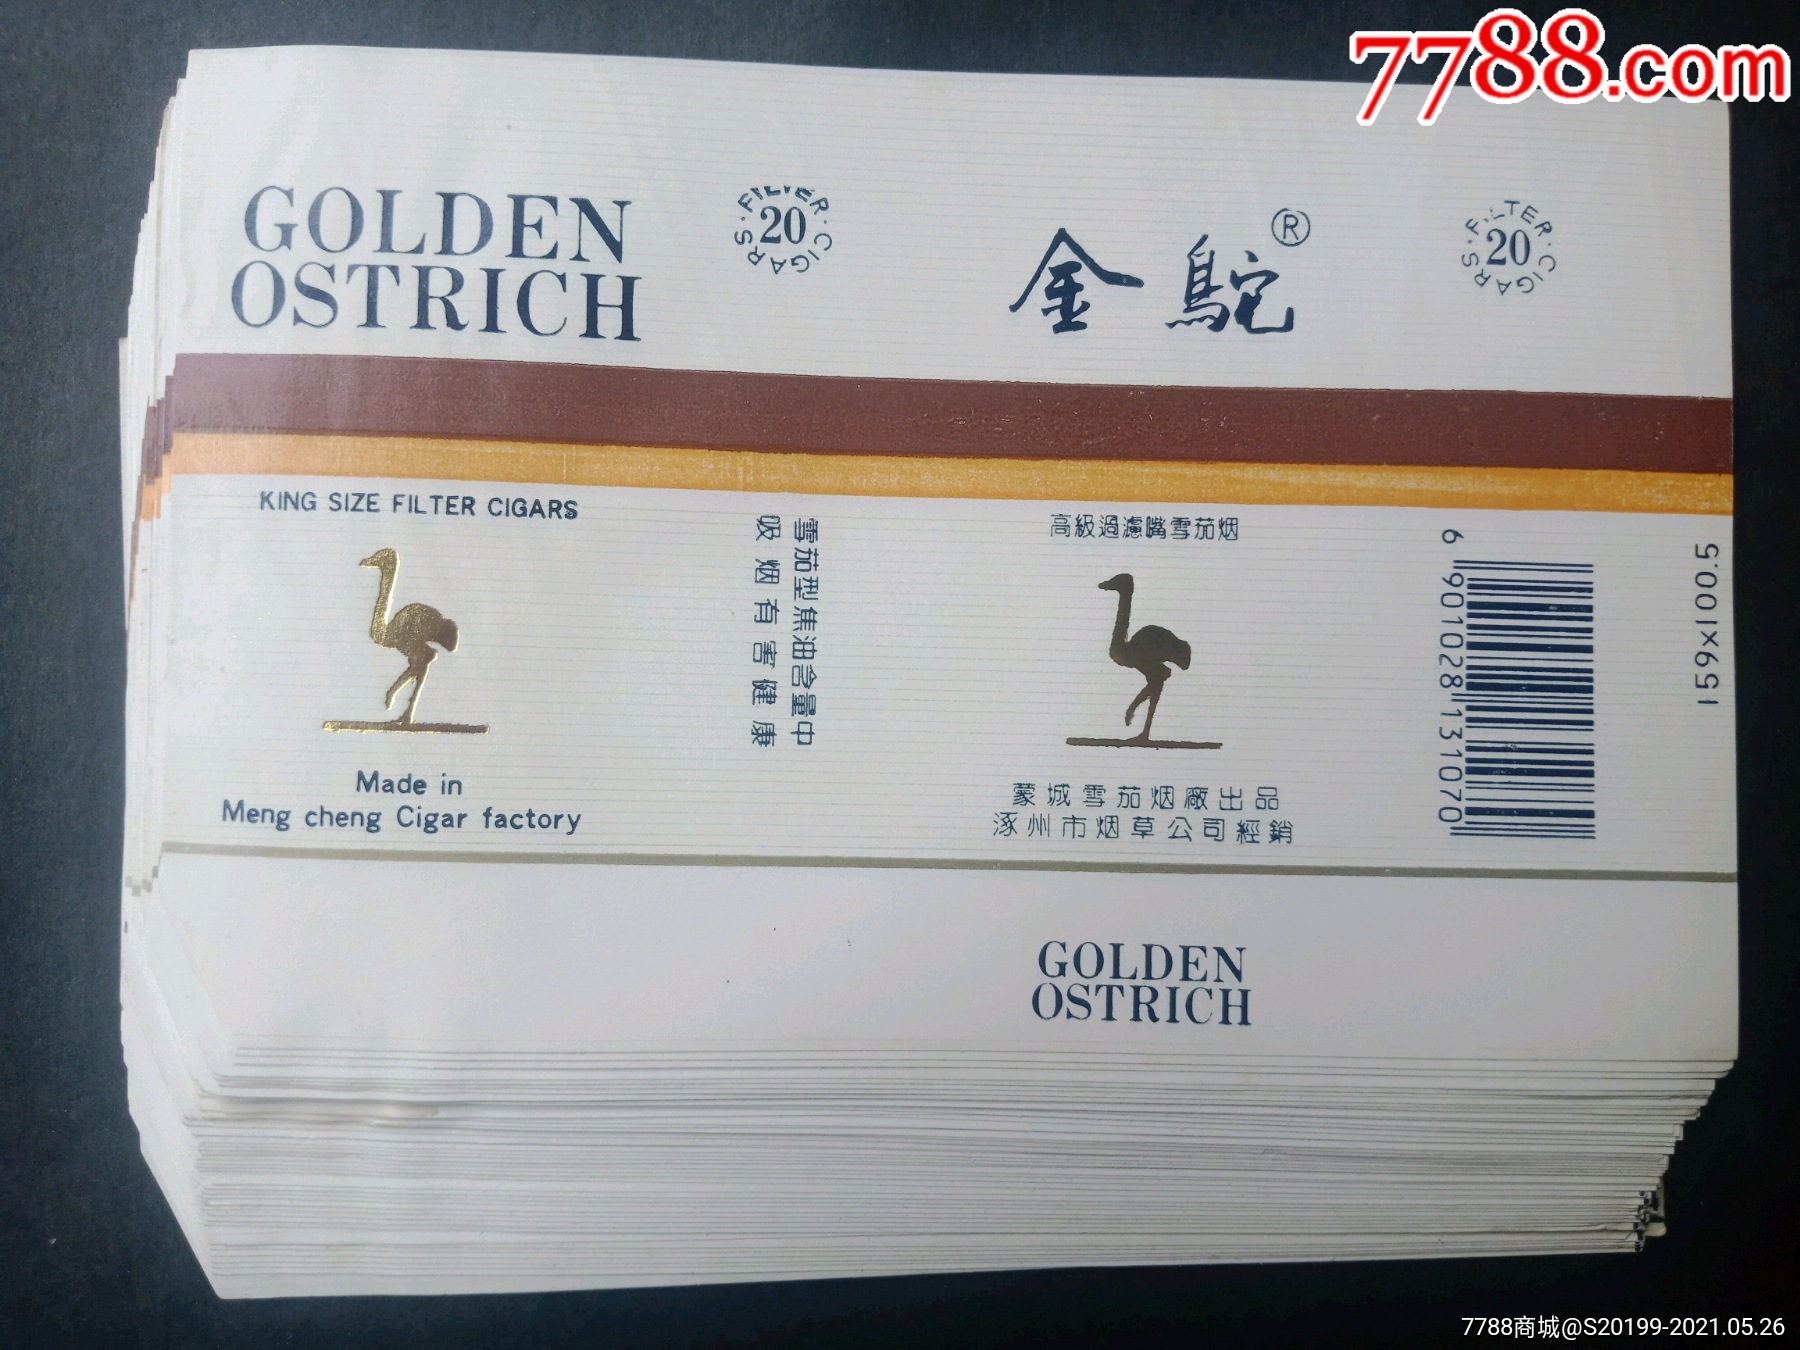 7788.com
GOLDEN
OSTRICH
·FILTER·CIGARS
20
金鴕®
·FILTER·CIGARS
20
KING SIZE FILTER CIGARS
Made in
Meng cheng Cigar factory
雪茄型焦油含量中
吸烟有害健康
高級過濾嘴雪茄烟
蒙城雪茄烟廠出品
涿州市烟草公司經銷
6 901028 131070
159×100.5
GOLDEN
OSTRICH
7788商城@S20199-2021.05.26